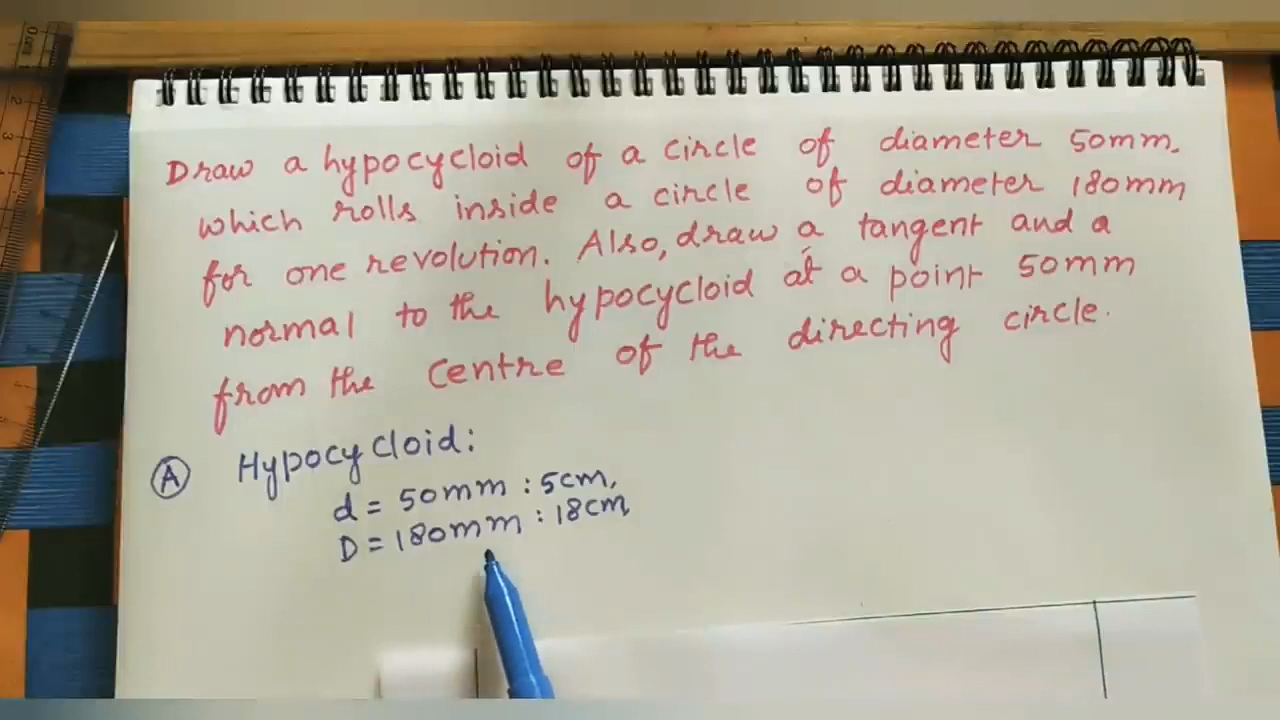 Draw a hypocycloid of a circle of diameter 50mm.
which rolls inside a circle of diameter 180mm
for one revolution. Also, draw a tangent and a
normal to the hypocycloid at a point 50mm
from the centre of the directing circle.
A Hypocycloid:
d = 50mm : 5cm,
D = 180mm : 18cm